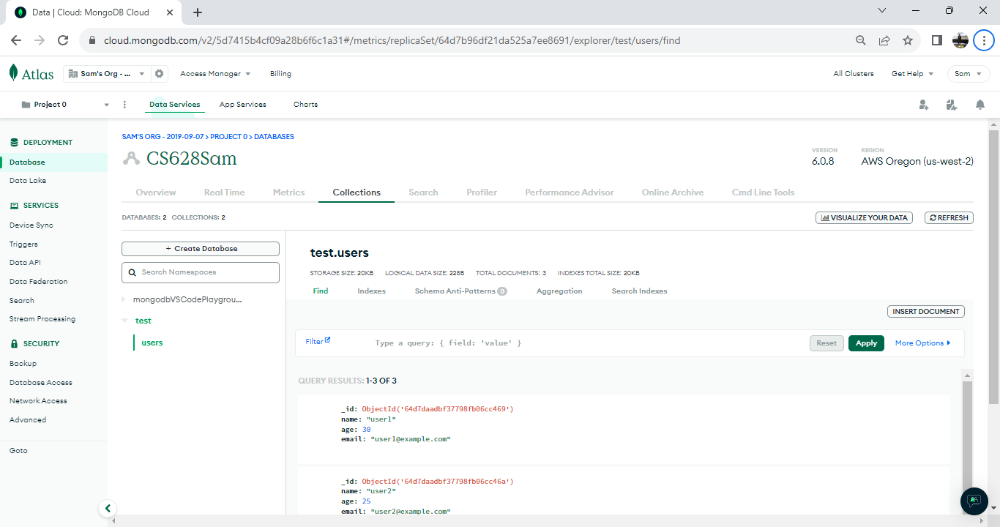 Data | Cloud: MongoDB Cloud
cloud.mongodb.com/v2/5d7415b4cf09a28b6f6c1a31#/metrics/replicaSet/64d7b96df21da525a7ee8691/explorer/test/users/find
Atlas Sam's Org - ... Access Manager Billing All Clusters Get Help Sam
Project 0 Data Services App Services Charts
DEPLOYMENT
Database
Data Lake
SERVICES
Device Sync
Triggers
Data API
Data Federation
Search
Stream Processing
SECURITY
Backup
Database Access
Network Access
Advanced
Goto
SAM'S ORG - 2019-09-07 > PROJECT 0 > DATABASES
CS628Sam
VERSION
6.0.8
REGION
AWS Oregon (us-west-2)
Overview Real Time Metrics Collections Search Profiler Performance Advisor Online Archive Cmd Line Tools
DATABASES: 2 COLLECTIONS: 2 VISUALIZE YOUR DATA REFRESH
+ Create Database
Search Namespaces
mongodbVSCodePlaygrou...
test
users
test.users
STORAGE SIZE: 20KB LOGICAL DATA SIZE: 228B TOTAL DOCUMENTS: 3 INDEXES TOTAL SIZE: 20KB
Find Indexes Schema Anti-Patterns 0 Aggregation Search Indexes
INSERT DOCUMENT
Filter Type a query: { field: 'value' } Reset Apply More Options
QUERY RESULTS: 1-3 OF 3
_id: ObjectId('64d7daadbf37798fb06cc469')
name: "user1"
age: 30
email: "user1@example.com"
_id: ObjectId('64d7daadbf37798fb06cc46a')
name: "user2"
age: 25
email: "user2@example.com"